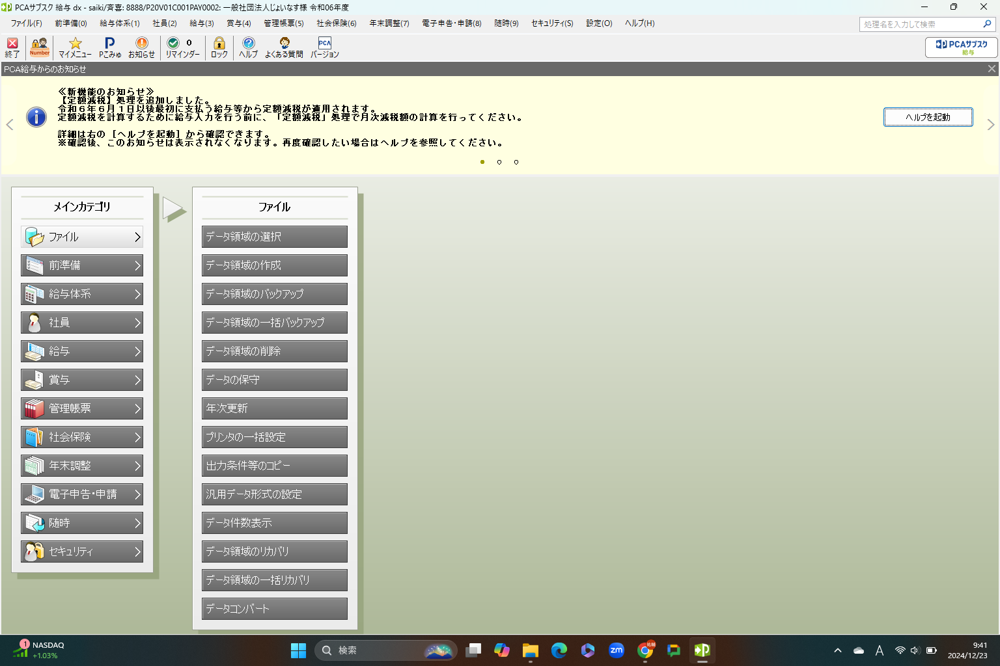 PCAサブスク 給与 dx - saiki/斉喜: 8888/P20V01C001PAY0002: 一般社団法人じょいなす様 令和06年度
ファイル(F) 前準備(0) 給与体系(1) 社員(2) 給与(3) 賞与(4) 管理帳票(5) 社会保険(6) 年末調整(7) 電子申告・申請(8) 随時(9) セキュリティ(S) 設定(O) ヘルプ(H)
処理名を入力して検索
Number
0
PCA
終了 マイメニュー Pこみゅ お知らせ リマインダー ロック ヘルプ よくある質問 バージョン
PCAサブスク
給与
PCA給与からのお知らせ
≪新機能のお知らせ≫
【定額減税】処理を追加しました。
令和6年6月1日以後最初に支払う給与等から定額減税が適用されます。
定額減税を計算するために給与入力を行う前に、「定額減税」処理で月次減税額の計算を行ってください。
詳細は右の［ヘルプを起動］から確認できます。
※確認後、このお知らせは表示されなくなります。再度確認したい場合はヘルプを参照してください。
ヘルプを起動
メインカテゴリ
ファイル
前準備
給与体系
社員
給与
賞与
管理帳票
社会保険
年末調整
電子申告・申請
随時
セキュリティ
ファイル
データ領域の選択
データ領域の作成
データ領域のバックアップ
データ領域の一括バックアップ
データ領域の削除
データの保守
年次更新
プリンタの一括設定
出力条件等のコピー
汎用データ形式の設定
データ件数表示
データ領域のリカバリ
データ領域の一括リカバリ
データコンバート
1
NASDAQ
+1.03%
検索
zm
祐輔
A
9:41
2024/12/23